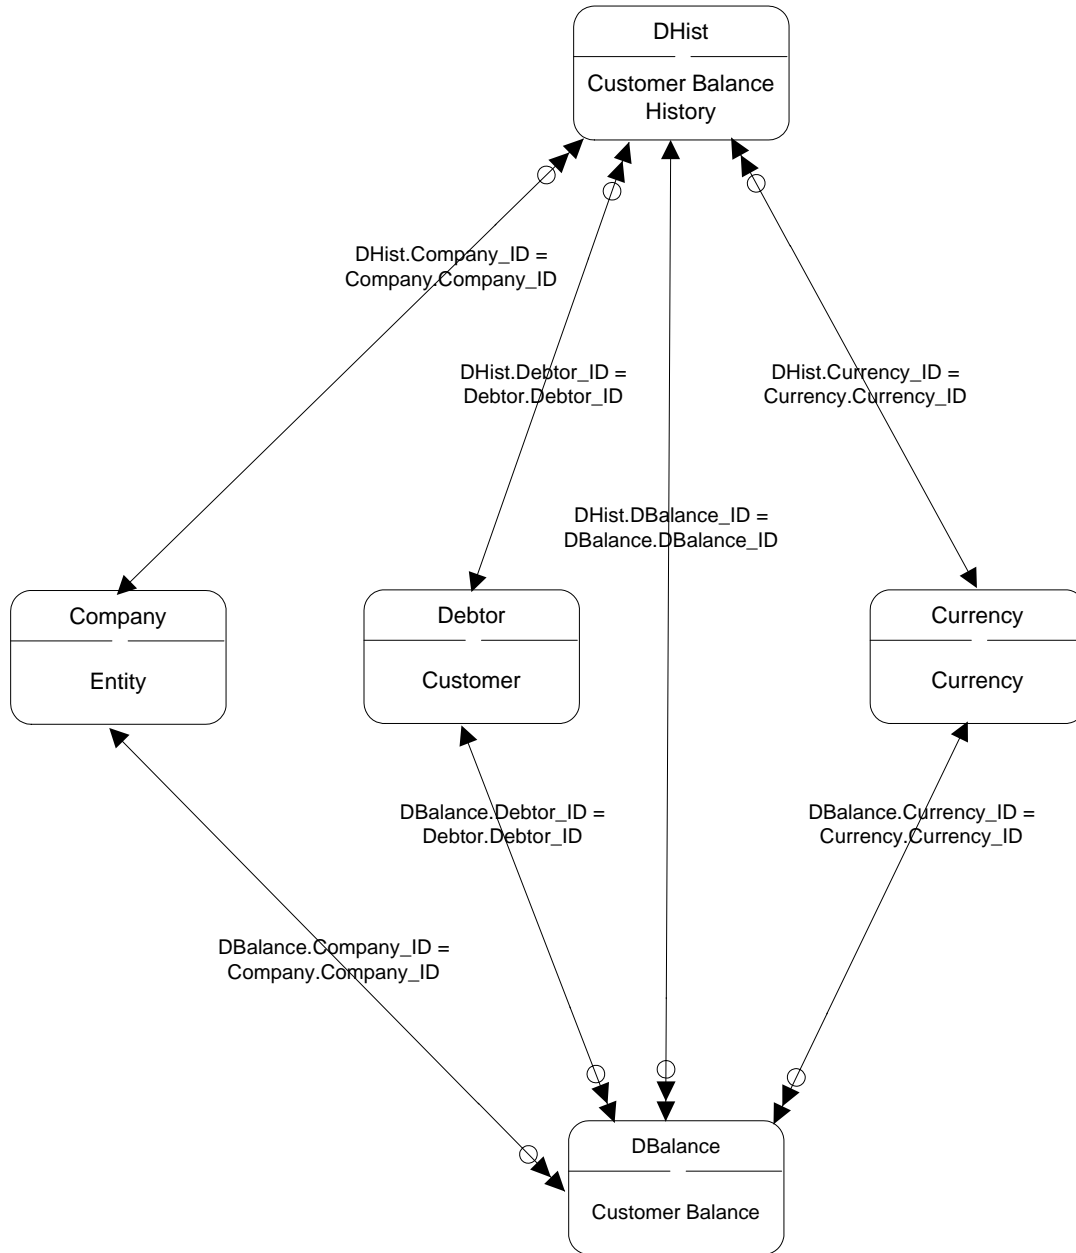 DHist
Customer Balance
History
DHist.Company_ID =
Company.Company_ID
DHist.Debtor_ID =
Debtor.Debtor_ID
DHist.Currency_ID =
Currency.Currency_ID
DHist.DBalance_ID =
DBalance.DBalance_ID
Company
Entity
Debtor
Customer
Currency
Currency
DBalance.Debtor_ID =
Debtor.Debtor_ID
DBalance.Currency_ID =
Currency.Currency_ID
DBalance.Company_ID =
Company.Company_ID
DBalance
Customer Balance